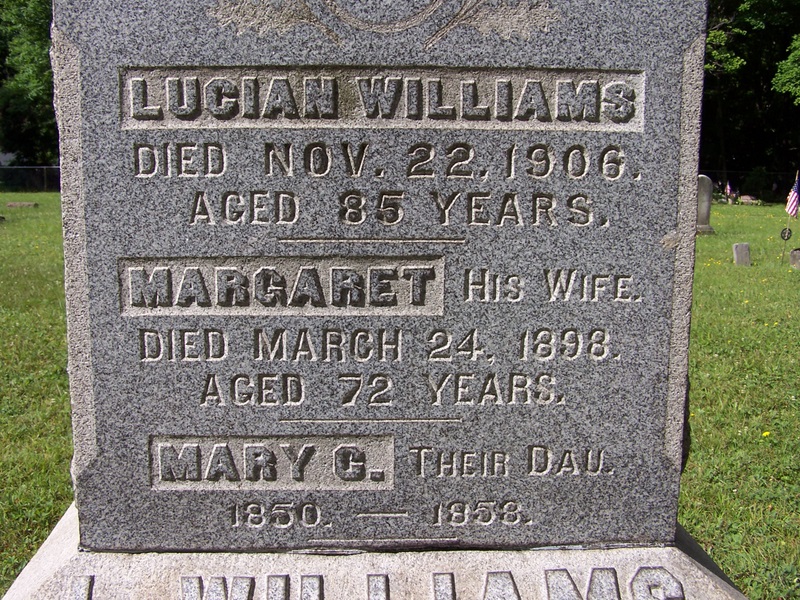 LUCIAN WILLIAMS
DIED NOV. 22, 1906.
AGED 85 YEARS.
MARGARET HIS WIFE.
DIED MARCH 24, 1898.
AGED 72 YEARS.
MARY G. THEIR DAU.
1850. — 1858.
L. WILLIAMS